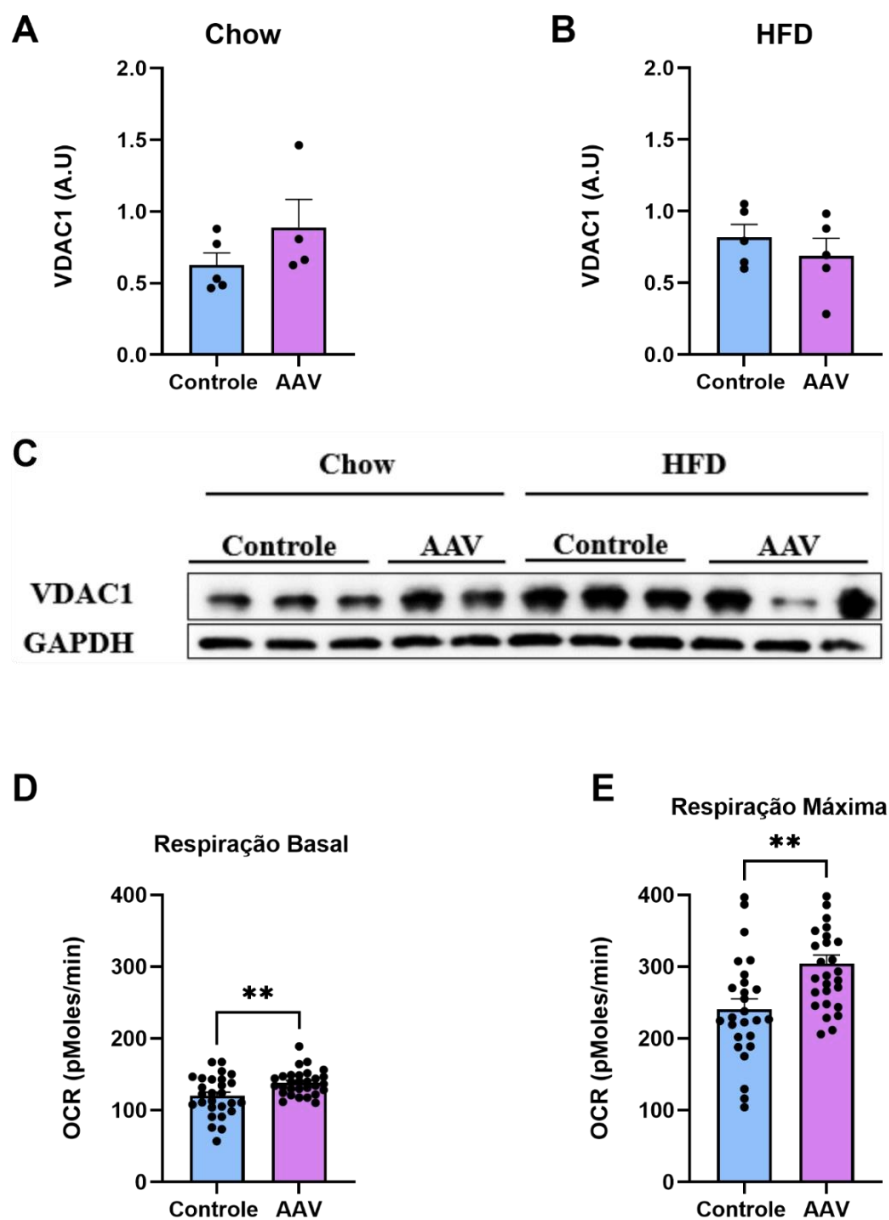 A
Chow
2.0
1.5
1.0
0.5
0.0
VDAC1 (A.U)
Controle AAV
B
HFD
2.0
1.5
1.0
0.5
0.0
VDAC1 (A.U)
Controle AAV
C
Chow HFD
Controle AAV Controle AAV
VDAC1
GAPDH
D
Respiração Basal
**
400
300
200
100
0
OCR (pMoles/min)
Controle AAV
E
Respiração Máxima
**
400
300
200
100
0
OCR (pMoles/min)
Controle AAV